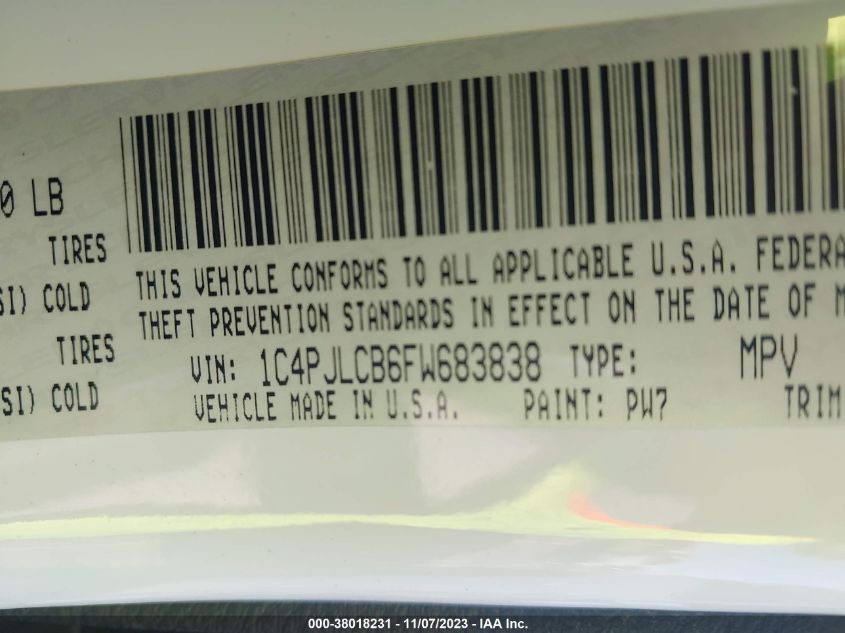 0 LB
TIRES
SI) COLD
TIRES
SI) COLD
THIS VEHICLE CONFORMS TO ALL APPLICABLE U.S.A. FEDERA
THEFT PREVENTION STANDARDS IN EFFECT ON THE DATE OF M
VIN: 1C4PJLCB6FW683838 TYPE: MPV
VEHICLE MADE IN U.S.A. PAINT: PW7 TRIM
000-38018231 - 11/07/2023 - IAA Inc.